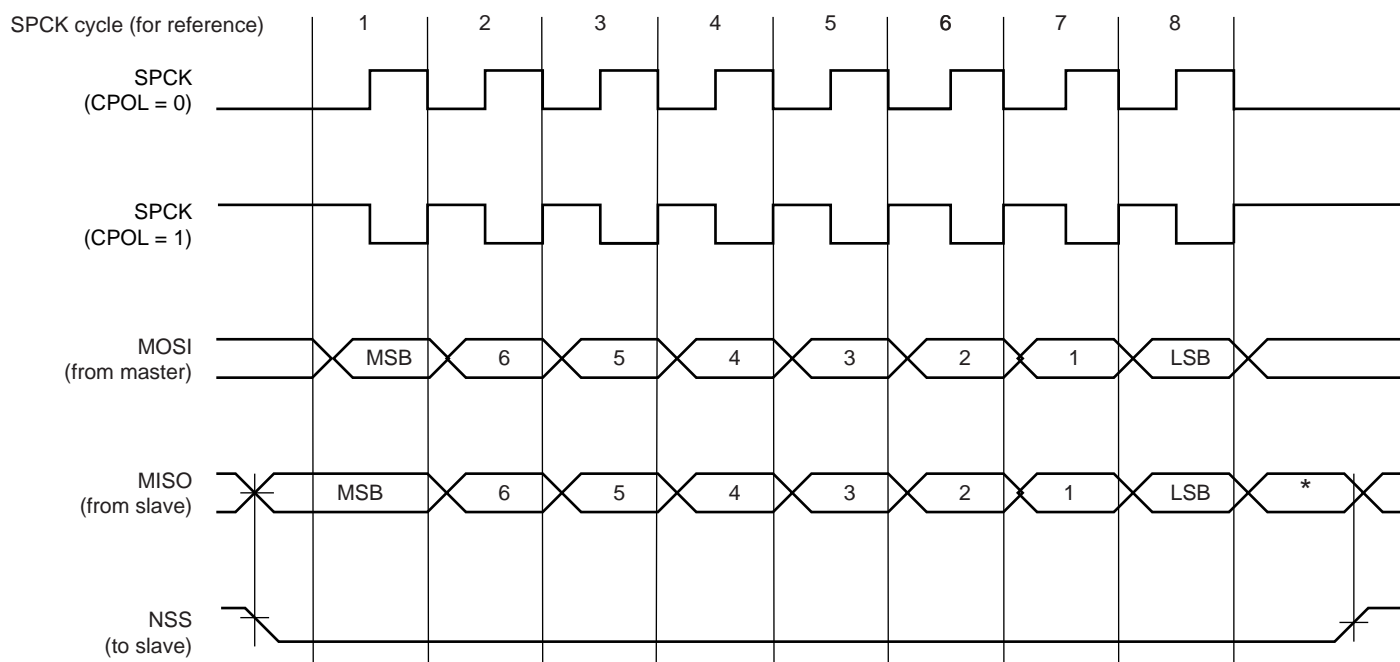 SPCK cycle (for reference) 1 2 3 4 5 6 7 8
SPCK
(CPOL = 0)
SPCK
(CPOL = 1)
MOSI
(from master)
MSB 6 5 4 3 2 1 LSB
MISO
(from slave)
MSB 6 5 4 3 2 1 LSB *
NSS
(to slave)